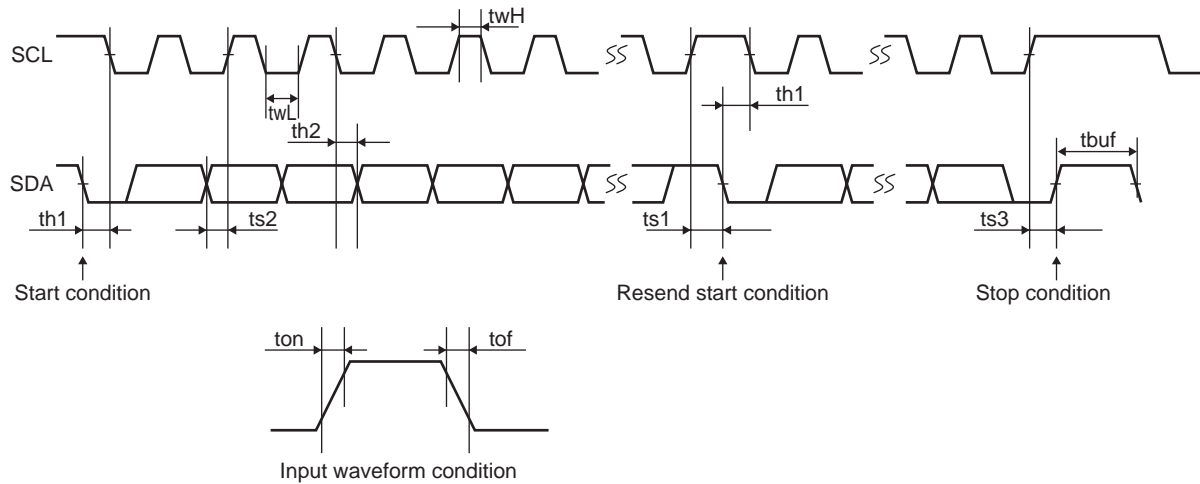 twH
SCL
twL
th1
th2
tbuf
SDA
th1
ts2
ts1
ts3
Start condition
Resend start condition
Stop condition
ton
tof
Input waveform condition